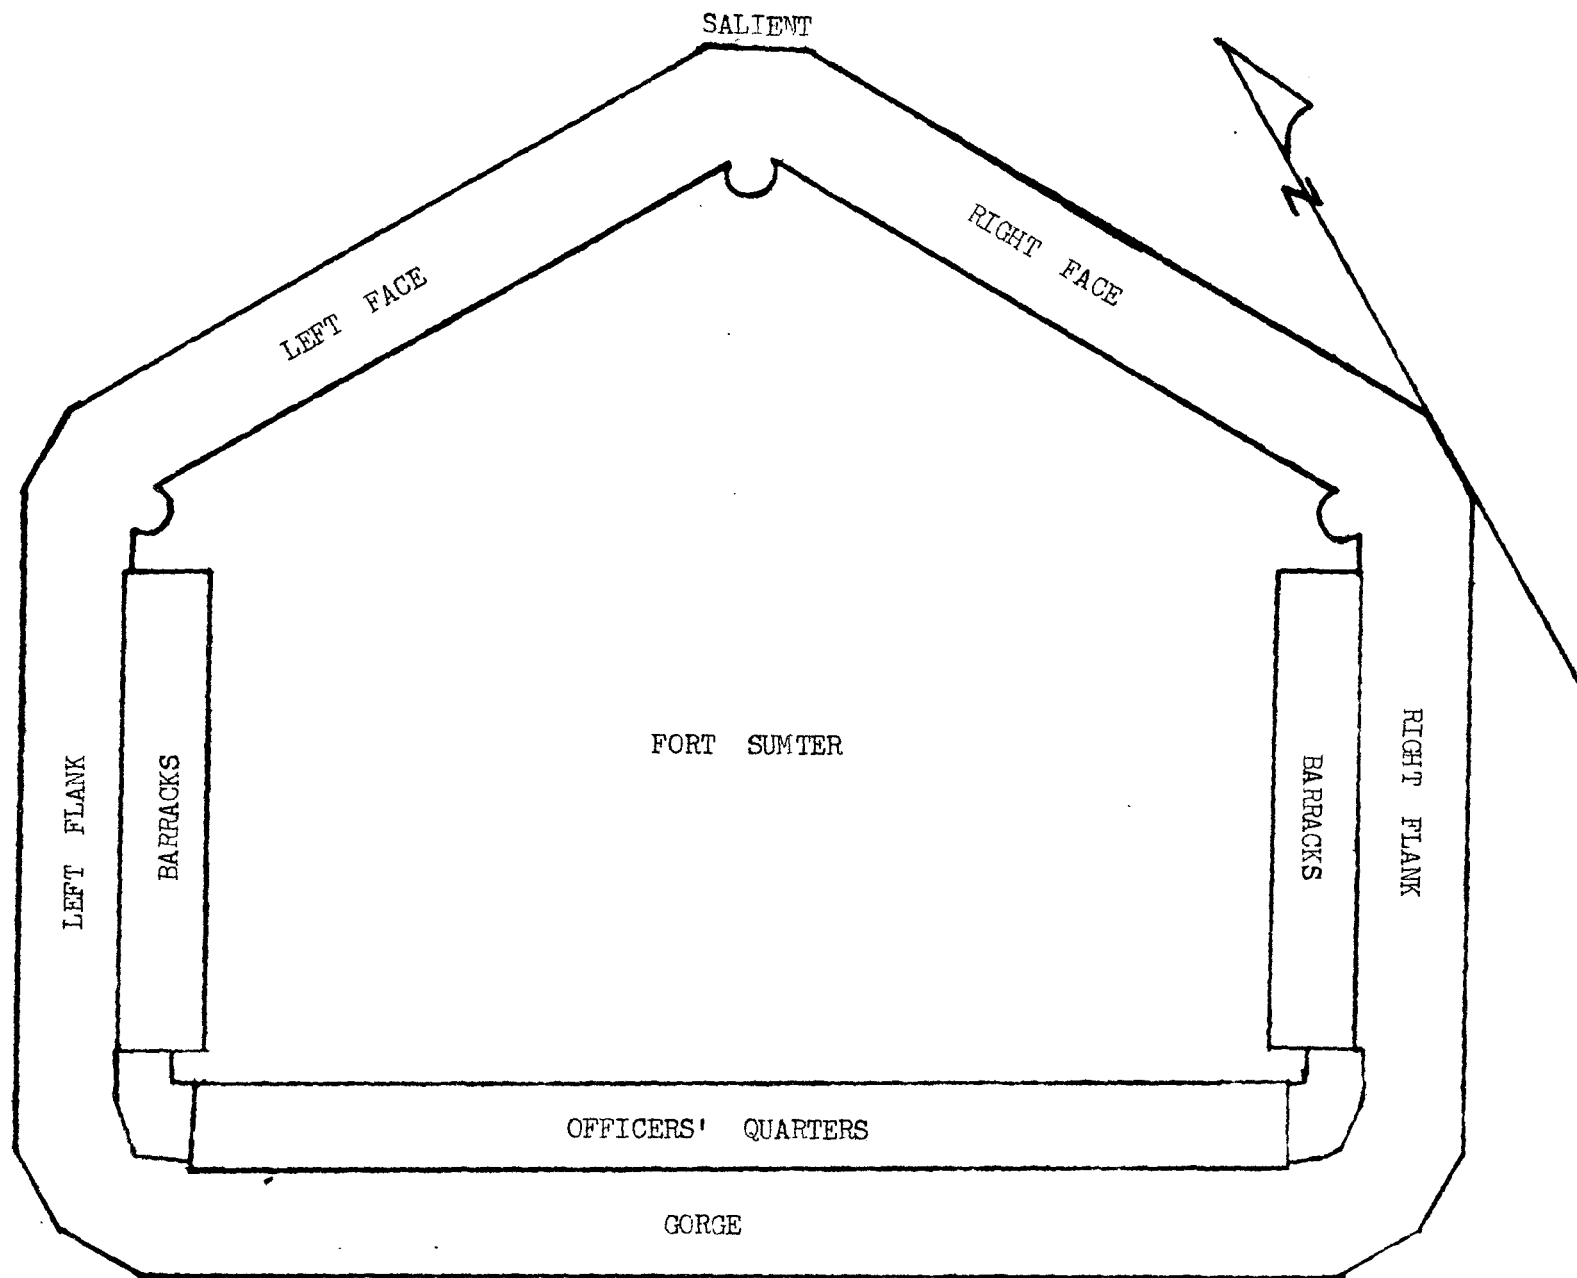 SALIENT
N
RIGHT FACE
LEFT FACE
FORT SUMTER
LEFT FLANK
BARRACKS
BARRACKS
RIGHT FLANK
OFFICERS' QUARTERS
GORGE